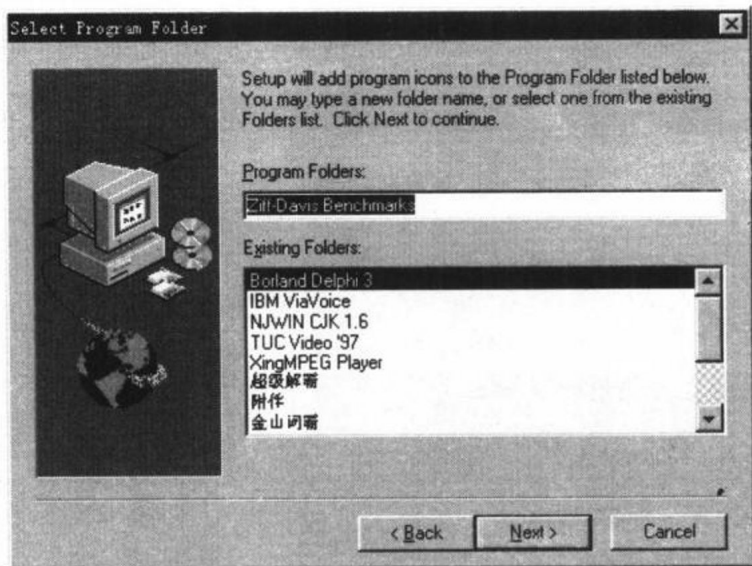 Select Program Folder
Setup will add program icons to the Program Folder listed below.
You may type a new folder name, or select one from the existing
Folders list. Click Next to continue.
Program Folders:
Ziff-Davis Benchmarks
Existing Folders:
Borland Delphi 3
IBM ViaVoice
NJWIN CJK 1.6
TUC Video '97
XingMPEG Player
超级解霸
附件
金山词霸
< Back
Next >
Cancel